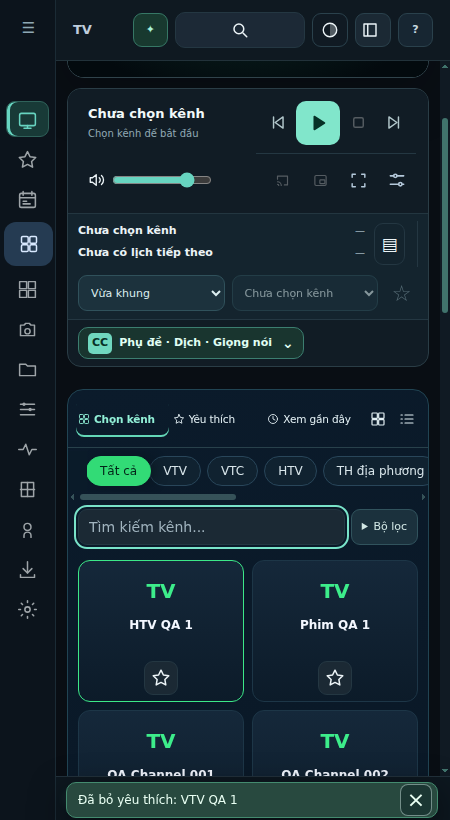 TV
?
Chưa chọn kênh
Chọn kênh để bắt đầu
Chưa chọn kênh —
Chưa có lịch tiếp theo —
Vừa khung Chưa chọn kênh
CC Phụ đề · Dịch · Giọng nói
Chọn kênh Yêu thích Xem gần đây
Tất cả VTV VTC HTV TH địa phương
Tìm kiếm kênh... Bộ lọc
TV TV
HTV QA 1 Phim QA 1
TV TV
QA Channel 001 QA Channel 002
Đã bỏ yêu thích: VTV QA 1